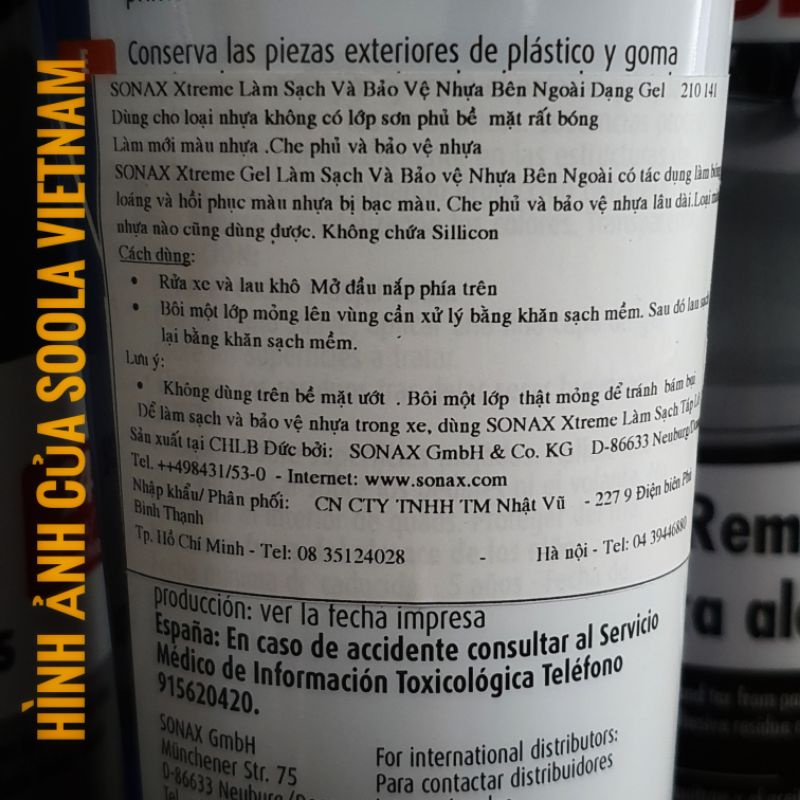 Conserva las piezas exteriores de plástico y goma
SONAX Xtreme Làm Sạch Và Bảo Vệ Nhựa Bên Ngoài Dạng Gel 210 141
Dùng cho loại nhựa không có lớp sơn phủ bề mặt rất bóng
Làm mới màu nhựa .Che phủ và bảo vệ nhựa
SONAX Xtreme Gel Làm Sạch Và Bảo vệ Nhựa Bên Ngoài có tác dụng làm bóng
loáng và hồi phục màu nhựa bị bạc màu. Che phủ và bảo vệ nhựa lâu dài.Loại
nhựa nào cũng dùng được. Không chứa Sillicon
Cách dùng:
• Rửa xe và lau khô Mở đầu nắp phía trên
• Bôi một lớp mỏng lên vùng cần xử lý bằng khăn sạch mềm. Sau đó lau sạch
lại bằng khăn sạch mềm.
Lưu ý:
• Không dùng trên bề mặt ướt . Bôi một lớp thật mỏng để tránh bám bụi
Để làm sạch và bảo vệ nhựa trong xe, dùng SONAX Xtreme Làm Sạch Táp
Sản xuất tại CHLB Đức bởi: SONAX GmbH & Co. KG D-86633 Neuburg/
Tel. ++498431/53-0 - Internet: www.sonax.com
Nhập khẩu/ Phân phối: CN CTY TNHH TM Nhật Vũ - 227 9 Điện biên Phủ
Bình Thạnh
Tp. Hồ Chí Minh - Tel: 08 35124028 - Hà nội - Tel: 04 39446880
producción: ver la fecha impresa
España: En caso de accidente consultar al Servicio
Médico de Información Toxicológica Teléfono
915620420.
SONAX GmbH
Münchener Str. 75
D-86633 Neuburg
Tel
For international distributors:
Para contactar distribuidores
HÌNH ẢNH CỦA SOOLA VIETNAM
Rem
ra al